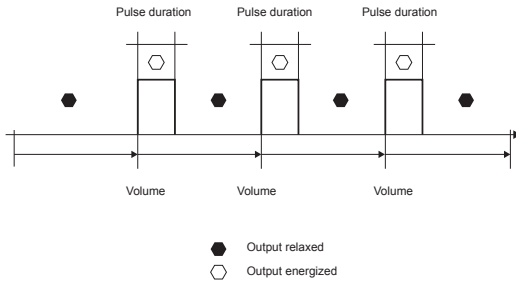 Pulse duration Pulse duration Pulse duration
Volume Volume Volume
Output relaxed
Output energized